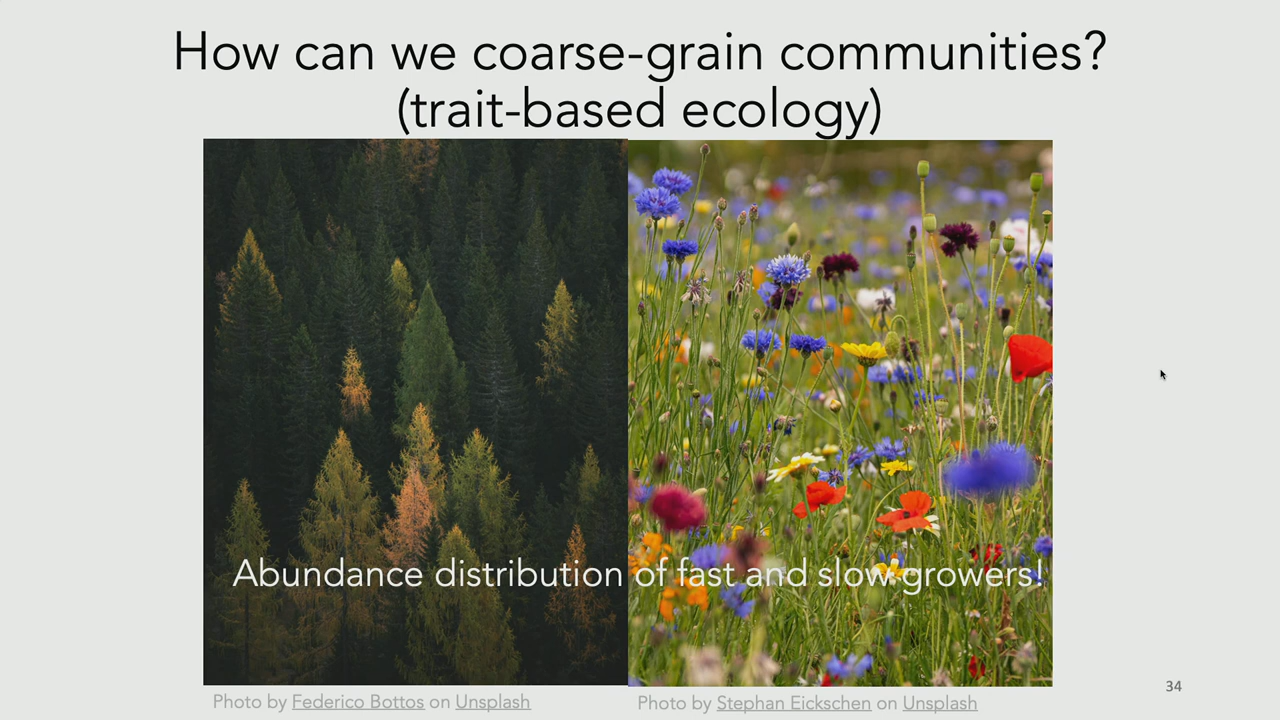 How can we coarse-grain communities?
(trait-based ecology)
Abundance distribution of fast and slow growers!
Photo by Federico Bottos on Unsplash
Photo by Stephan Eickschen on Unsplash
34